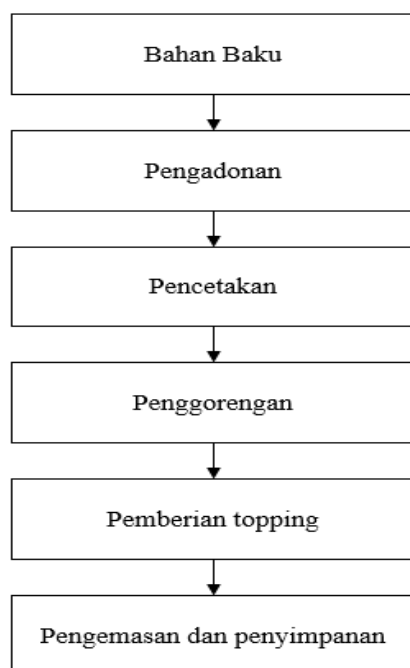 Bahan Baku
Pengadonan
Pencetakan
Penggorengan
Pemberian topping
Pengemasan dan penyimpanan